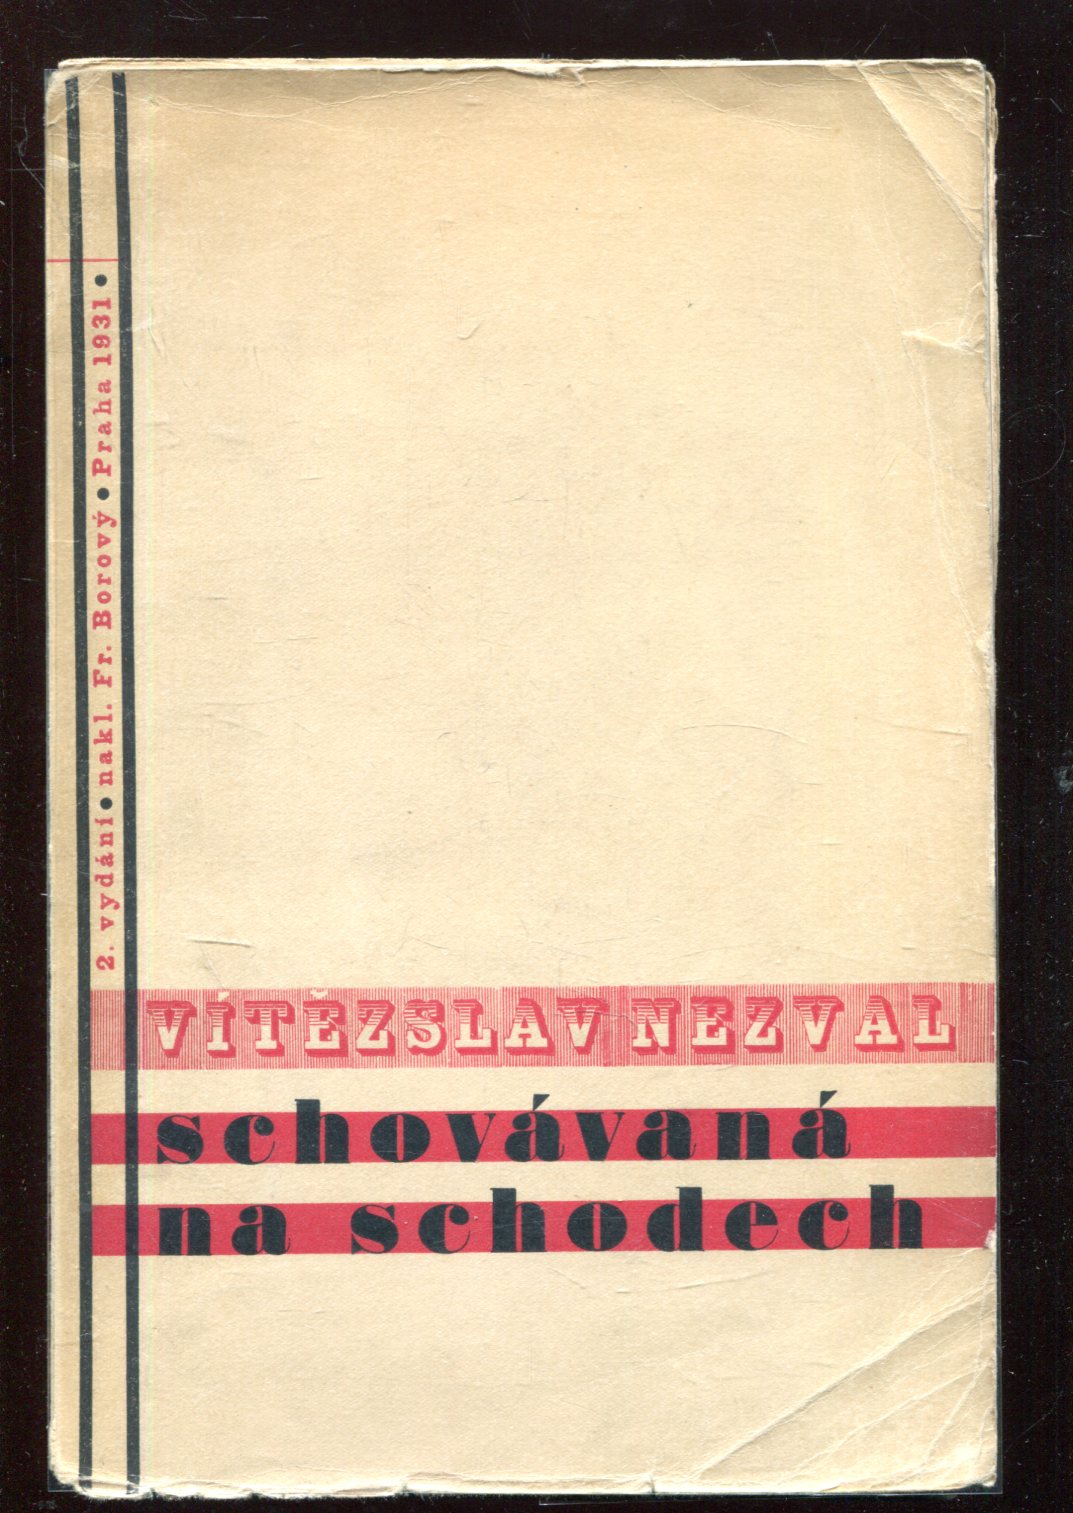 2. vydání • nakl. Fr. Borový • Praha 1931 •
VÍTĚZSLAV NEZVAL
schovávaná
na schodech